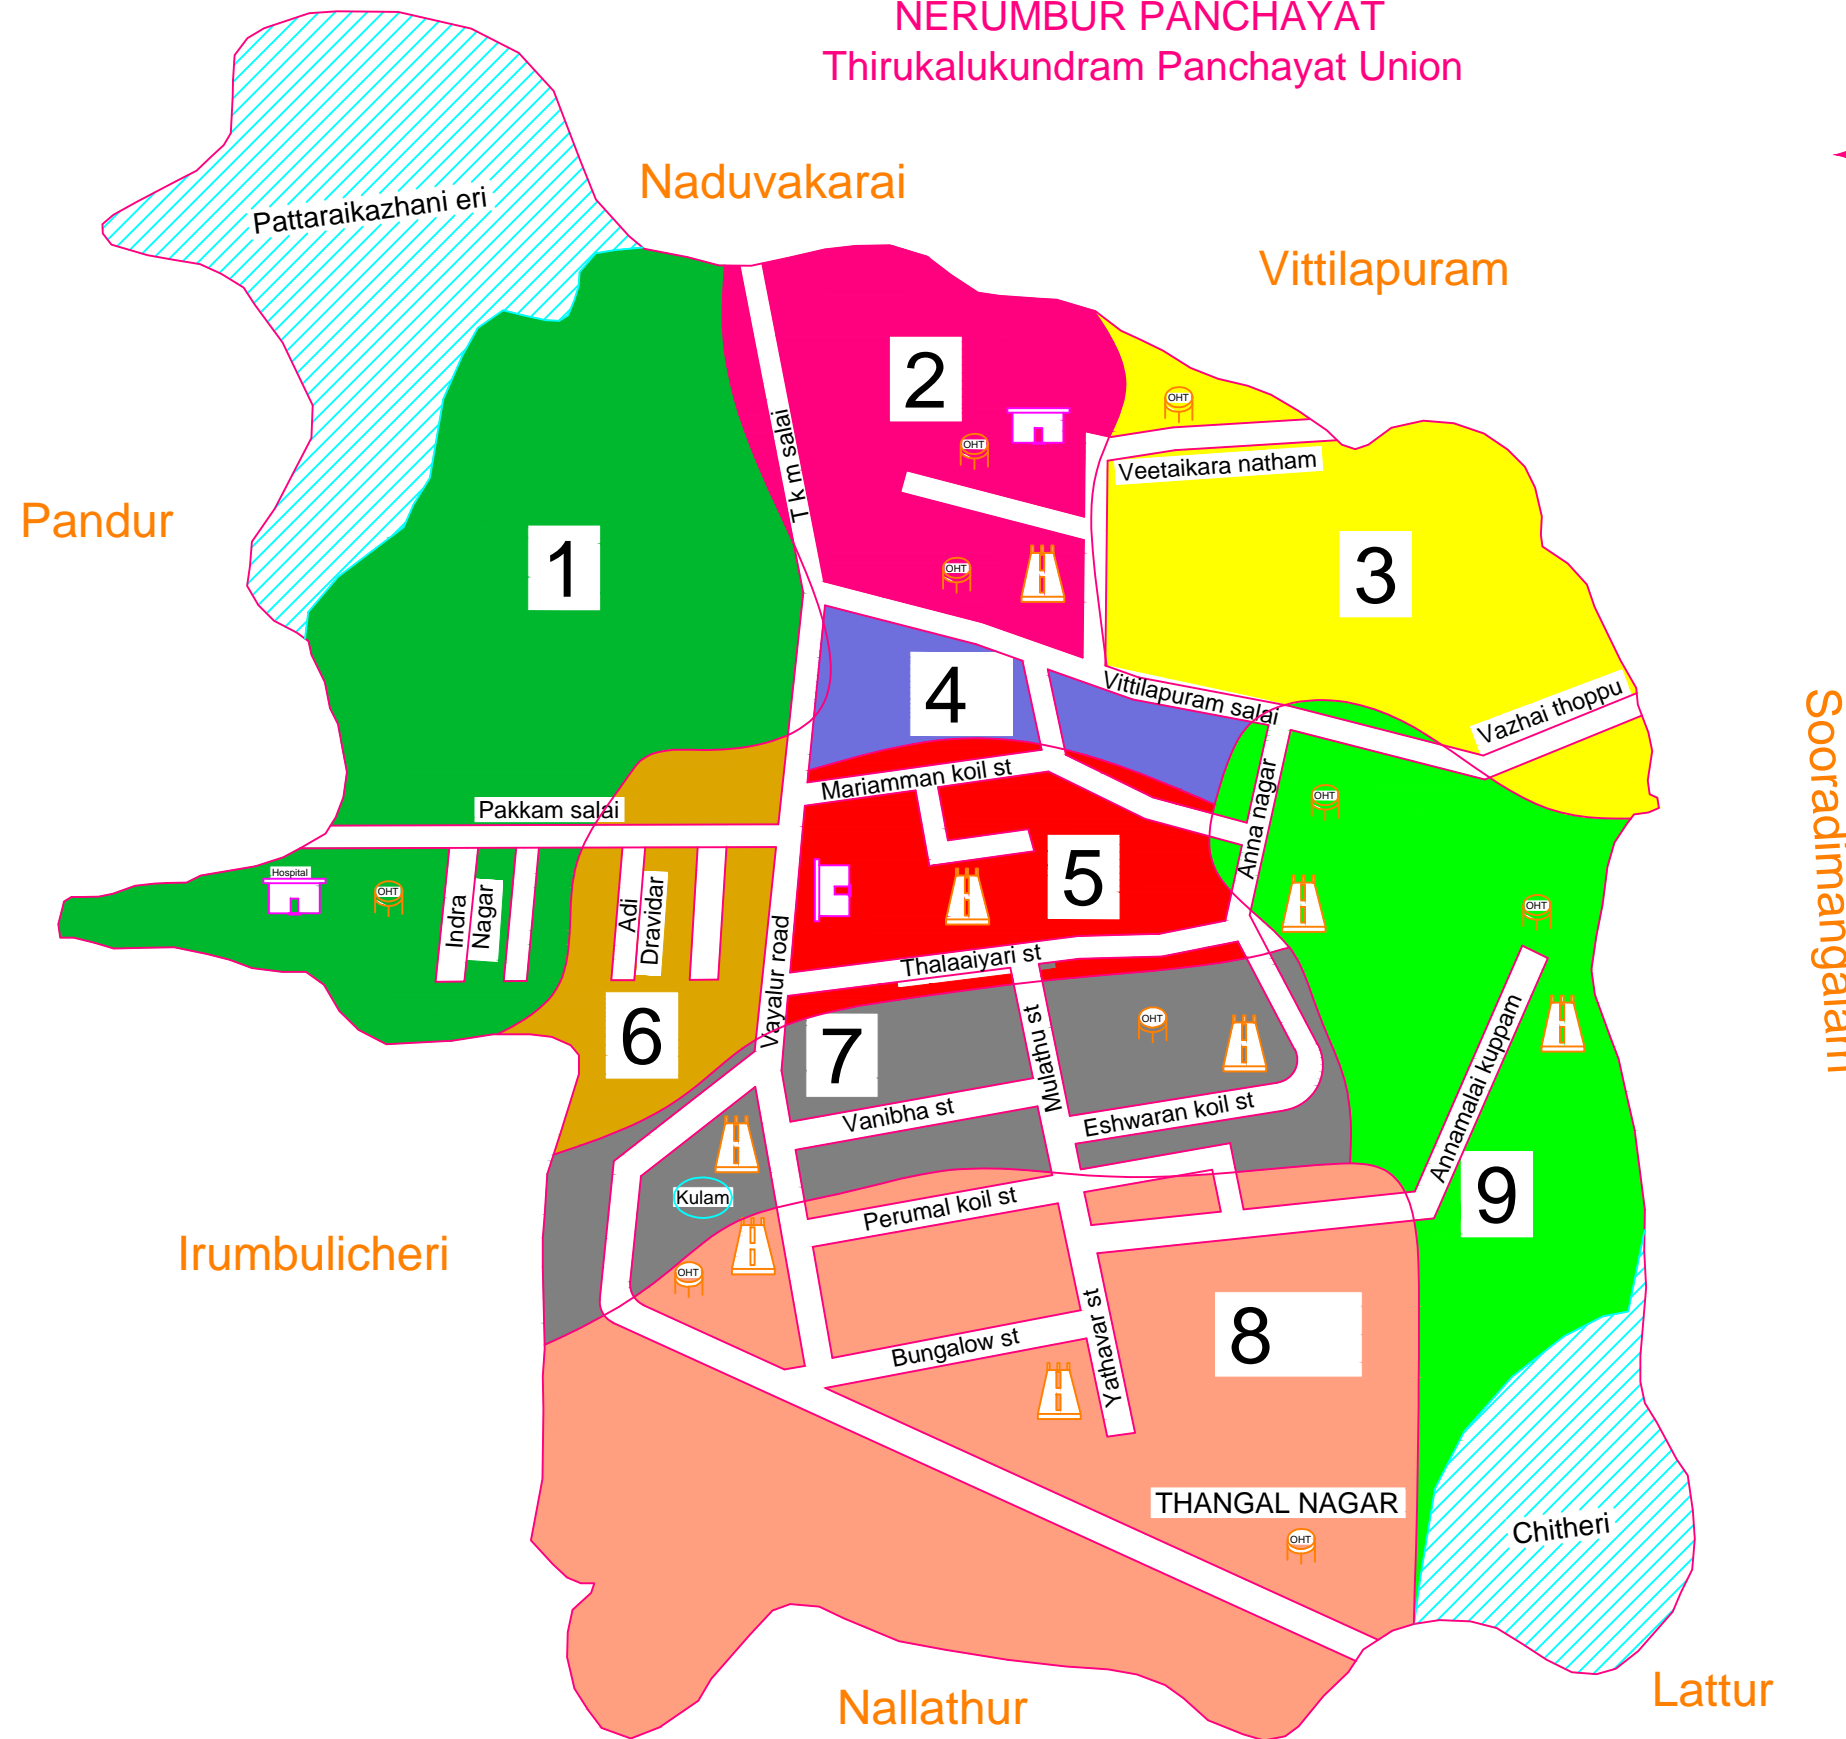 NERUMBUR PANCHAYAT
Thirukalukundram Panchayat Union
Naduvakarai
Vittilapuram
Pattaraikazhani eri
Pandur
Sooradimangalam
Irumbulicheri
Nallathur
Lattur
1
2
3
4
5
6
7
8
9
T k m salai
OHT
OHT
OHT
Veetaikara natham
Vittilapuram salai
Vazhai thoppu
Mariamman koil st
Pakkam salai
Anna nagar
OHT
Hospital
OHT
Indra
Nagar
Adi
Dravidar
Vayalur road
Thalaaiyari st
OHT
OHT
Mulathu st
Vanibha st
Eshwaran koil st
Annamalai kuppam
Kulam
Perumal koil st
OHT
Bungalow st
Yathavar st
THANGAL NAGAR
OHT
Chitheri